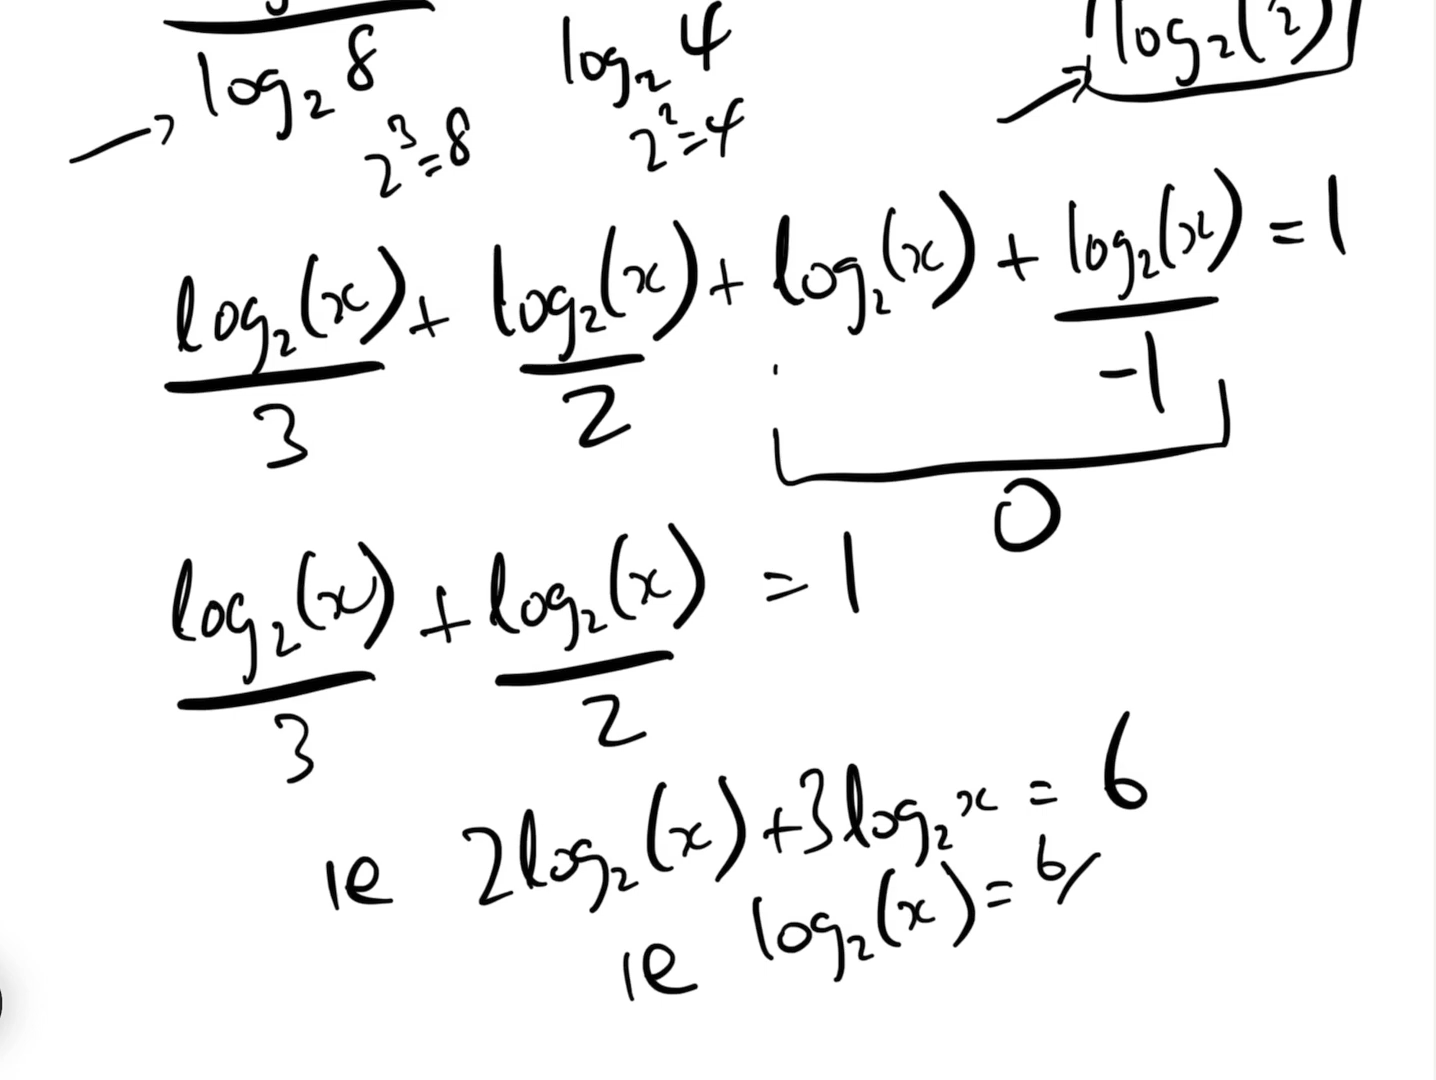 log₂ 8 log₂ 4 log₂(½)
2³=8 2²=4
log₂(x)/3 + log₂(x)/2 + log₂(x) + log₂(x)/-1 = 1
0
log₂(x)/3 + log₂(x)/2 = 1
ie 2log₂(x)+3log₂x = 6
ie log₂(x)= 6/